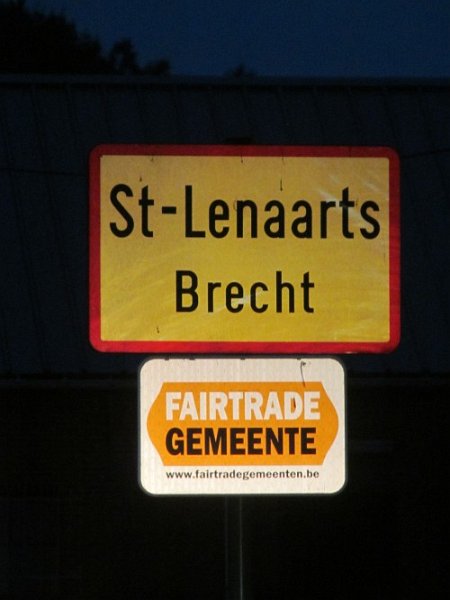 St-Lenaarts
Brecht
FAIRTRADE
GEMEENTE
www.fairtradegemeenten.be